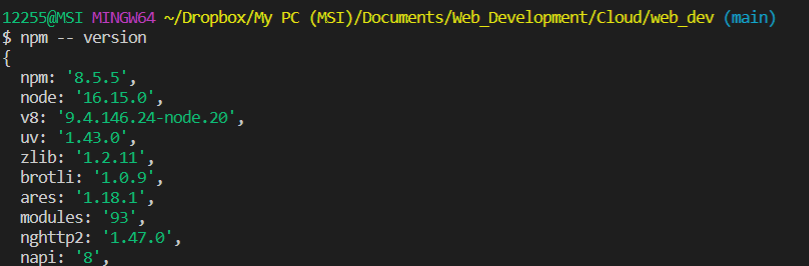 12255@MSI MINGW64 ~/Dropbox/My PC (MSI)/Documents/Web_Development/Cloud/web_dev (main)
$ npm -- version
{
  npm: '8.5.5',
  node: '16.15.0',
  v8: '9.4.146.24-node.20',
  uv: '1.43.0',
  zlib: '1.2.11',
  brotli: '1.0.9',
  ares: '1.18.1',
  modules: '93',
  nghttp2: '1.47.0',
  napi: '8',